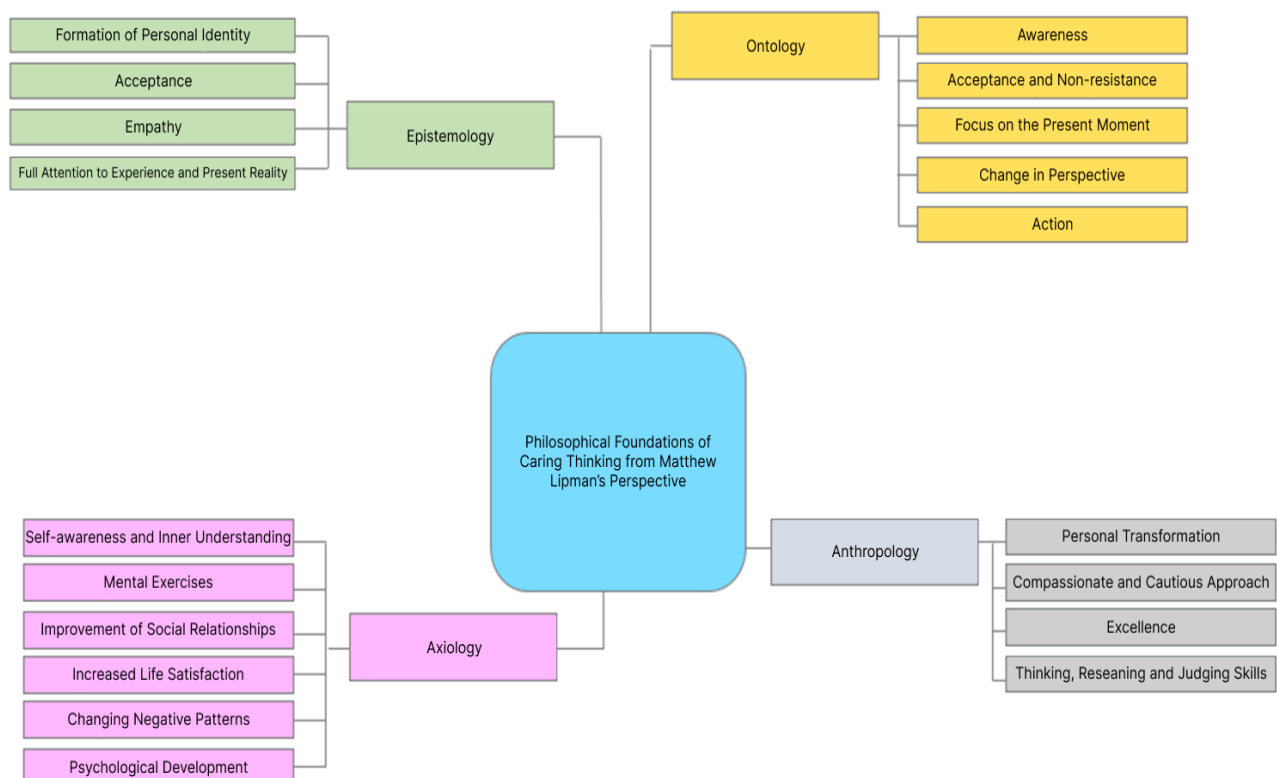 Formation of Personal Identity
Acceptance
Empathy
Full Attention to Experience and Present Reality
Epistemology
Ontology
Awareness
Acceptance and Non-resistance
Focus on the Present Moment
Change in Perspective
Action
Philosophical Foundations of
Caring Thinking from Matthew
Lipman's Perspective
Self-awareness and Inner Understanding
Mental Exercises
Improvement of Social Relationships
Increased Life Satisfaction
Changing Negative Patterns
Psychological Development
Axiology
Anthropology
Personal Transformation
Compassionate and Cautious Approach
Excellence
Thinking, Reseaning and Judging Skills